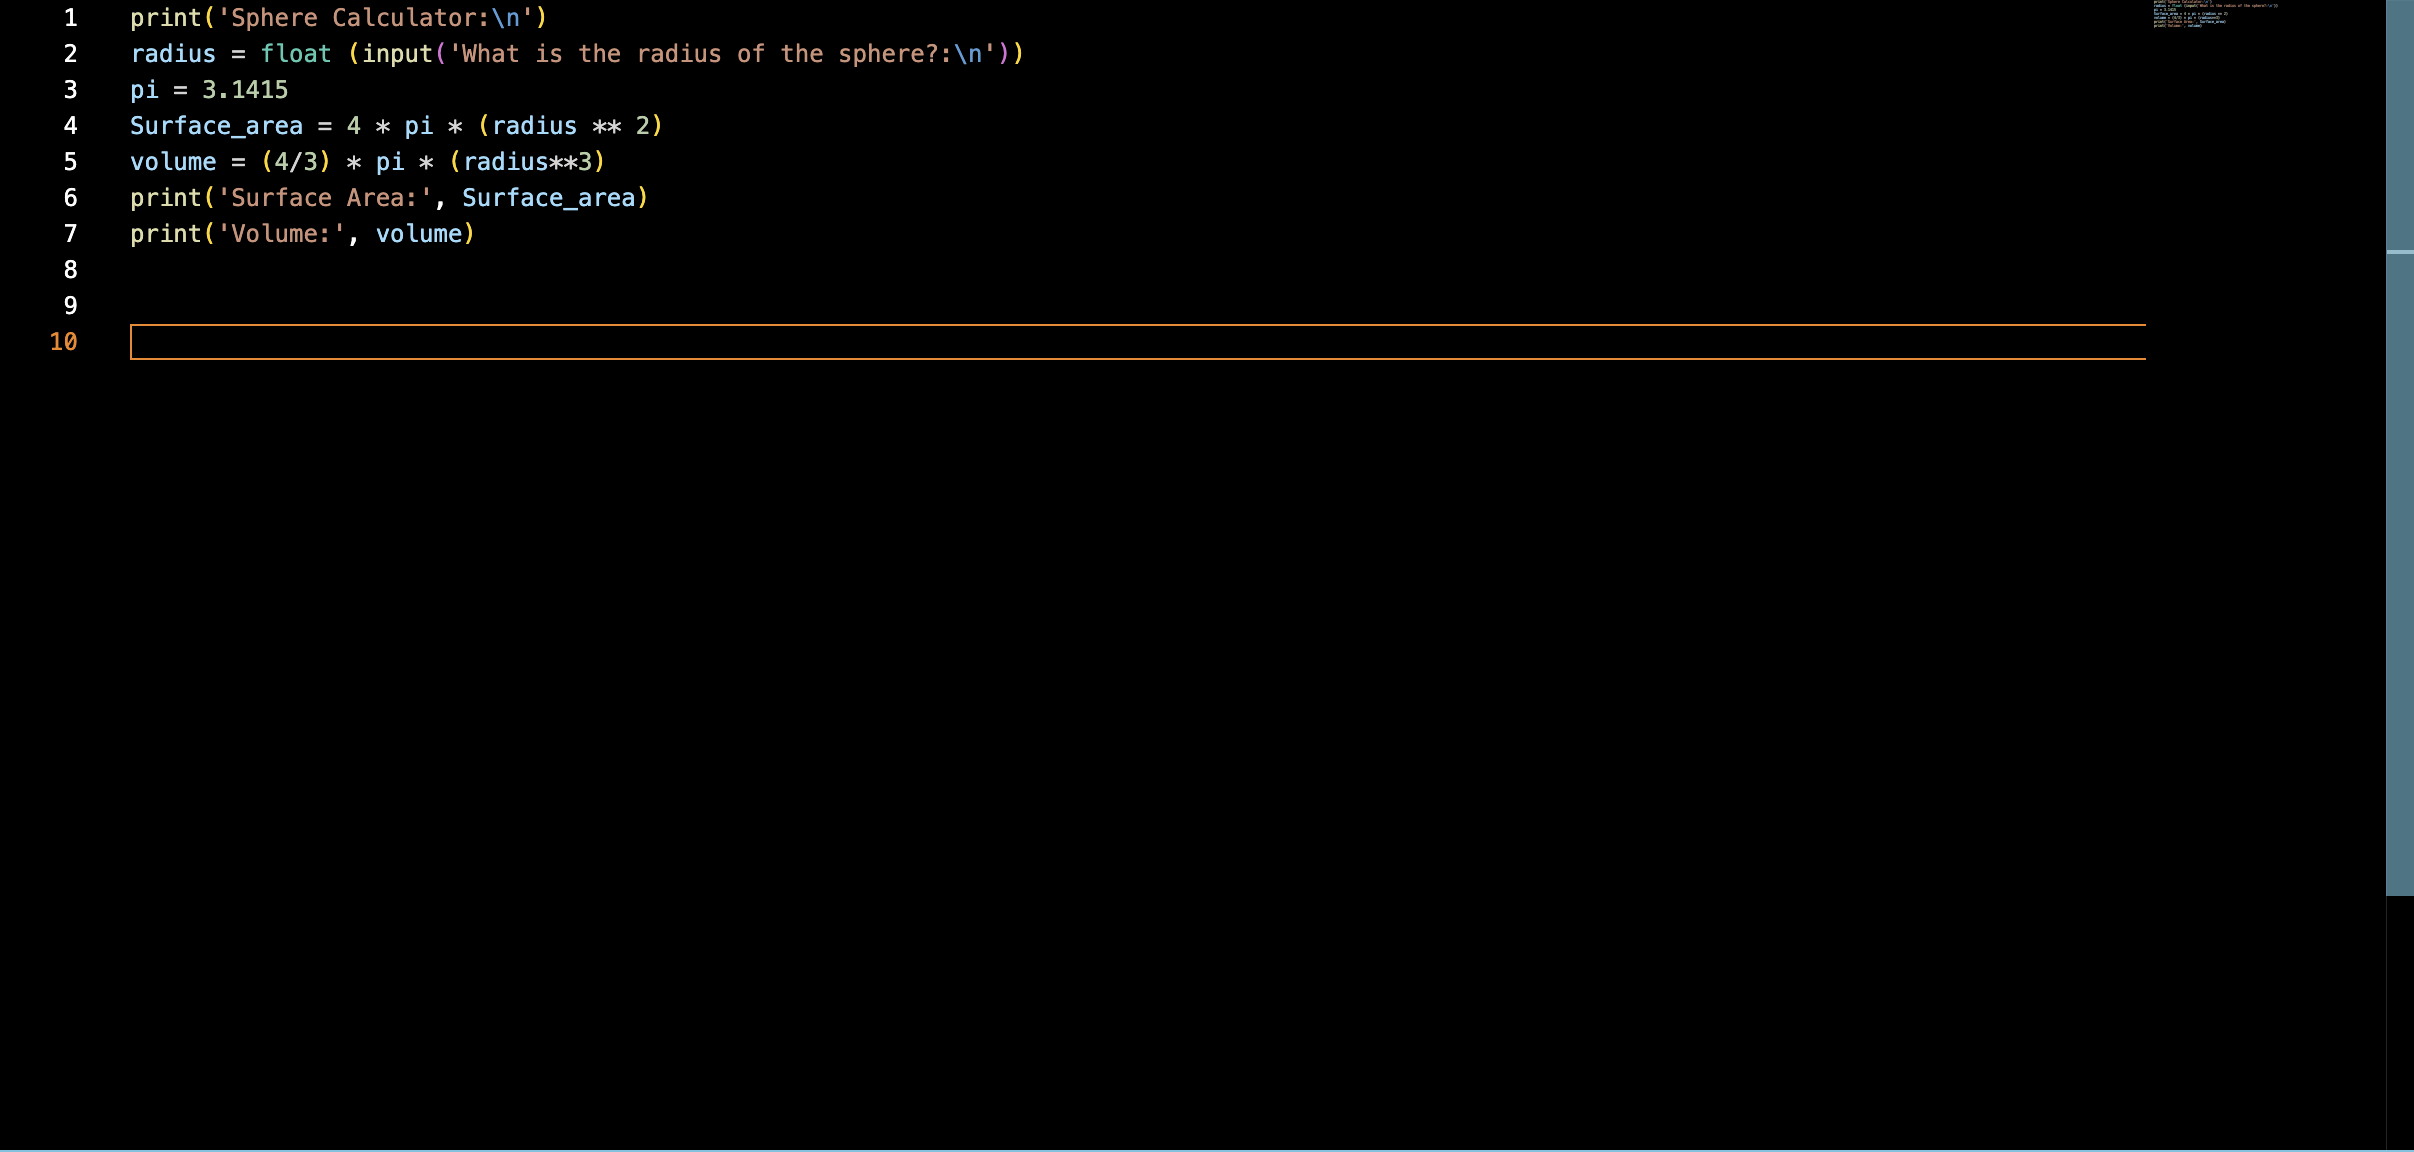 1 print('Sphere Calculator:\n')
2 radius = float (input('What is the radius of the sphere?:\n'))
3 pi = 3.1415
4 Surface_area = 4 * pi * (radius ** 2)
5 volume = (4/3) * pi * (radius**3)
6 print('Surface Area:', Surface_area)
7 print('Volume:', volume)
8
9
10